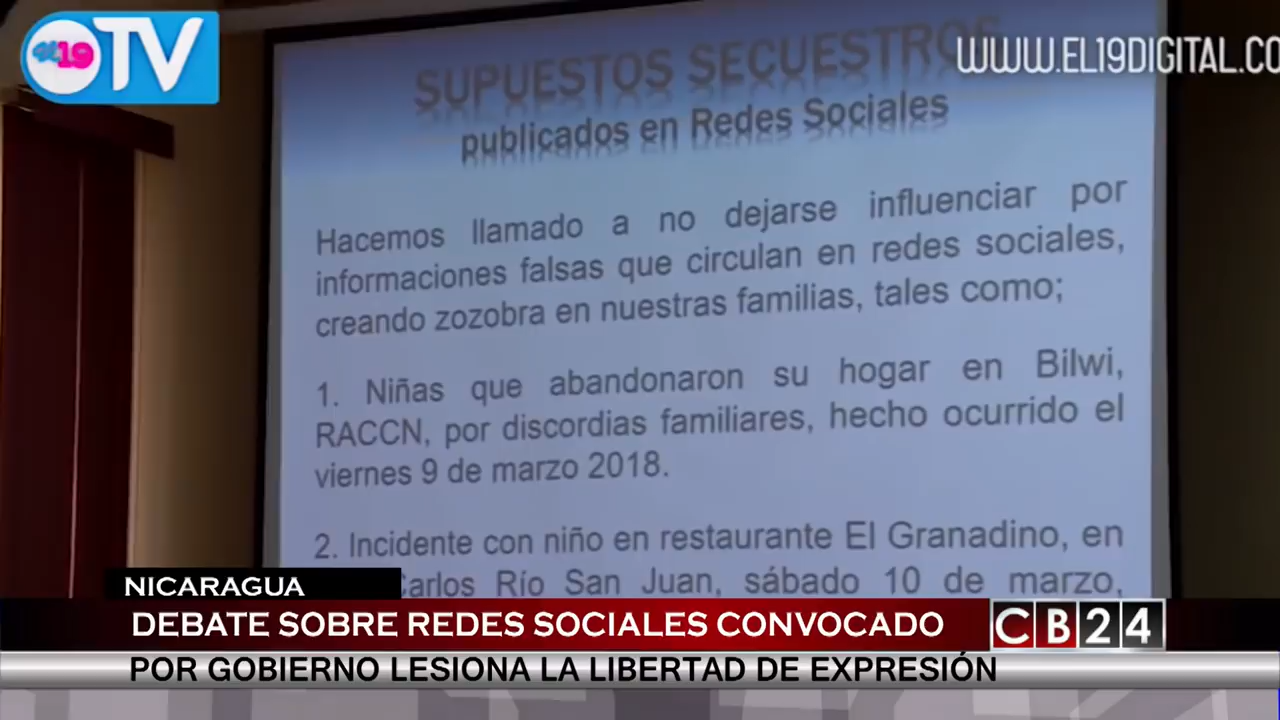 el19 TV
WWW.EL19DIGITAL.CO
SUPUESTOS SECUESTROS
publicados en Redes Sociales
Hacemos llamado a no dejarse influenciar por
informaciones falsas que circulan en redes sociales,
creando zozobra en nuestras familias, tales como;
1. Niñas que abandonaron su hogar en Bilwi,
RACCN, por discordias familiares, hecho ocurrido el
viernes 9 de marzo 2018.
2. Incidente con niño en restaurante El Granadino, en
Carlos Río San Juan, sábado 10 de marzo,
NICARAGUA
DEBATE SOBRE REDES SOCIALES CONVOCADO
CB24
POR GOBIERNO LESIONA LA LIBERTAD DE EXPRESIÓN